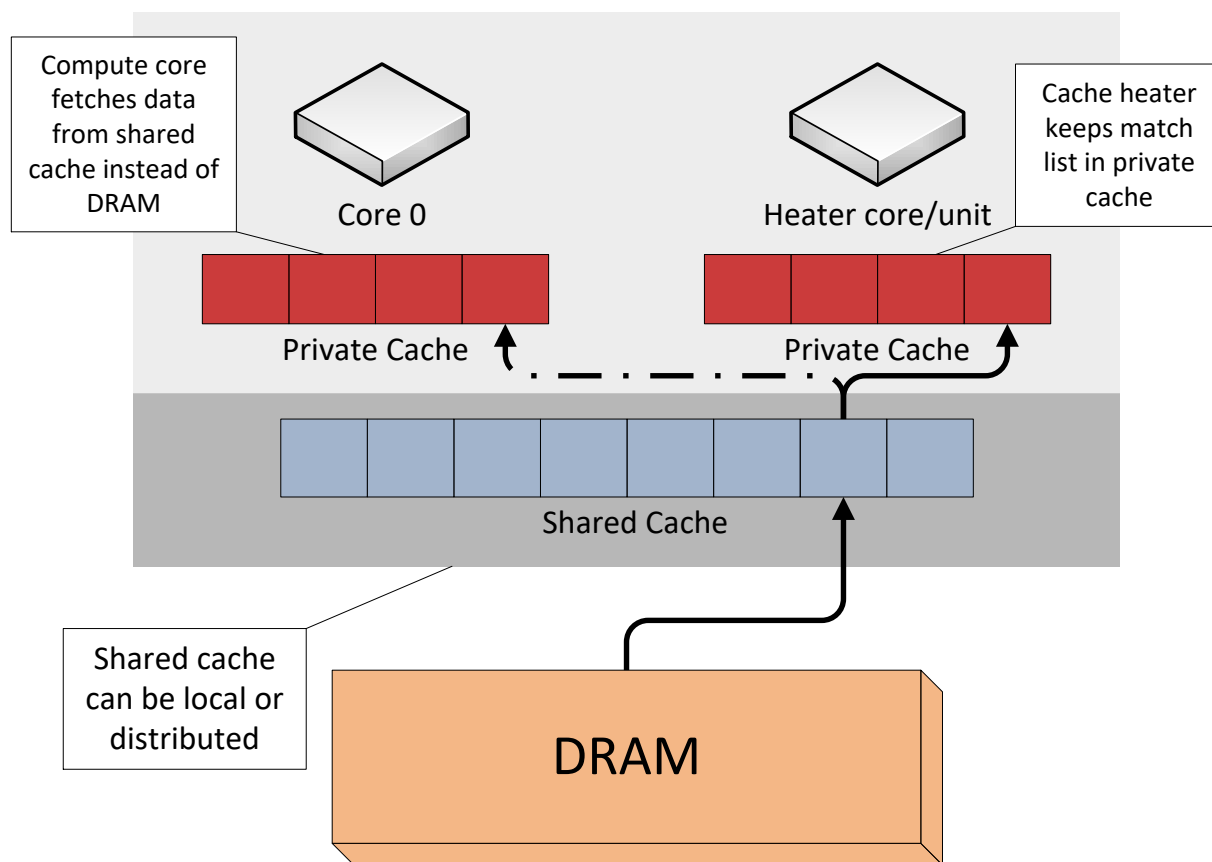 Compute core
fetches data
from shared
cache instead of
DRAM
Cache heater
keeps match
list in private
cache
Core 0
Heater core/unit
Private Cache
Private Cache
Shared Cache
Shared cache
can be local or
distributed
DRAM